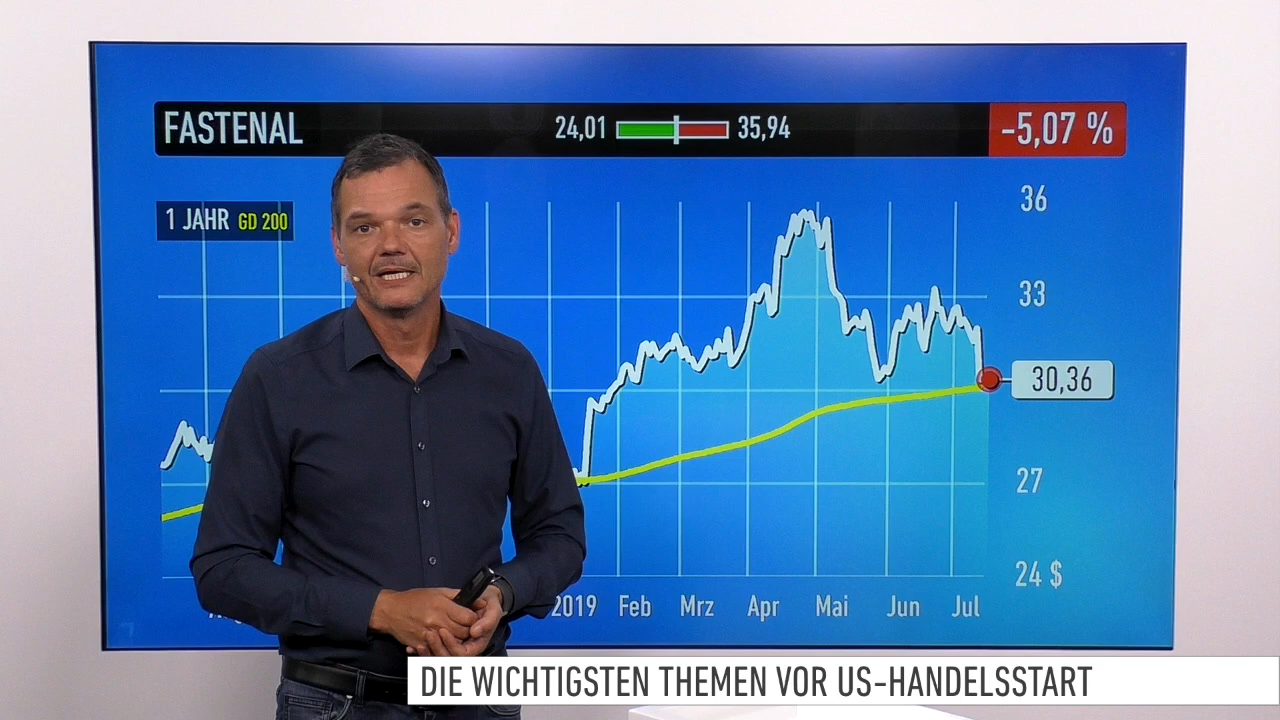 FASTENAL 24,01 35,94 -5,07 %
1 JAHR GD 200
36
33
30,36
27
24 $
2019 Feb Mrz Apr Mai Jun Jul
DIE WICHTIGSTEN THEMEN VOR US-HANDELSSTART